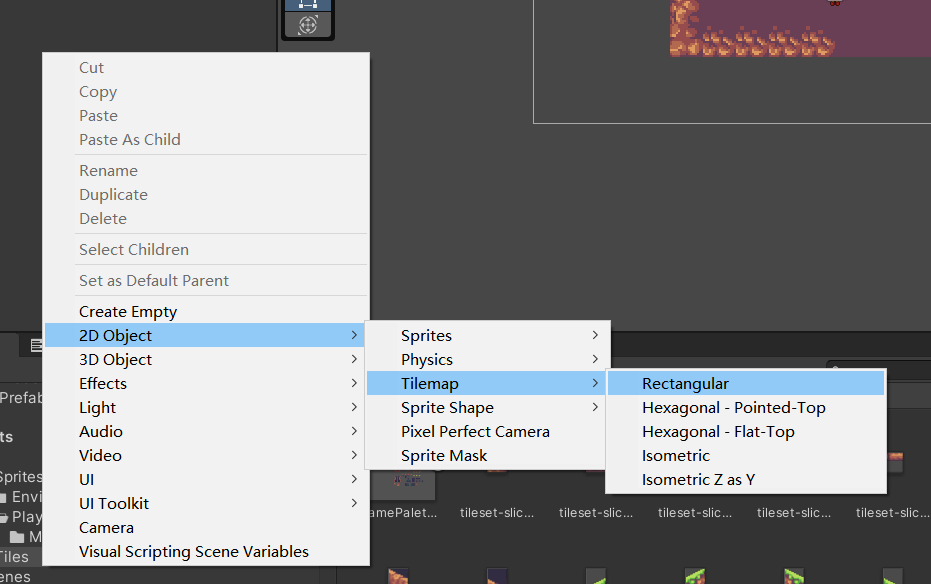 Cut
Copy
Paste
Paste As Child
Rename
Duplicate
Delete
Select Children
Set as Default Parent
Create Empty
2D Object
3D Object
Effects
Light
Audio
Video
UI
UI Toolkit
Camera
Visual Scripting Scene Variables
Sprites
Physics
Tilemap
Sprite Shape
Pixel Perfect Camera
Sprite Mask
Rectangular
Hexagonal - Pointed-Top
Hexagonal - Flat-Top
Isometric
Isometric Z as Y
Prefab
ts
Sprites
Envi
Play
M
Tiles
enes
amePalet...
tileset-slic...
tileset-slic...
tileset-slic...
tileset-slic...
tileset-slic...